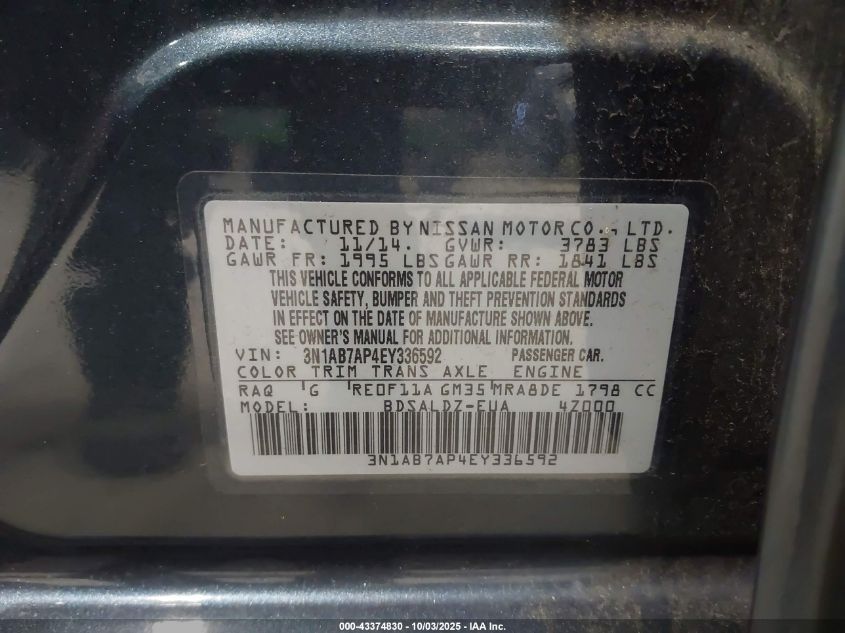 MANUFACTURED BY NISSAN MOTOR CO., LTD.
DATE: 11/14. GVWR: 3783 LBS
GAWR FR: 1995 LBS GAWR RR: 1841 LBS
THIS VEHICLE CONFORMS TO ALL APPLICABLE FEDERAL MOTOR
VEHICLE SAFETY, BUMPER AND THEFT PREVENTION STANDARDS
IN EFFECT ON THE DATE OF MANUFACTURE SHOWN ABOVE.
SEE OWNER'S MANUAL FOR ADDITIONAL INFORMATION.
VIN: 3N1AB7AP4EY336592 PASSENGER CAR.
COLOR TRIM TRANS AXLE ENGINE
RAQ G RE0F11A GM35 MRA8DE 1798 CC
MODEL: BDSALDZ-EUA 4Z000
3N1AB7AP4EY336592
000-43374830 - 10/03/2025 - IAA Inc.